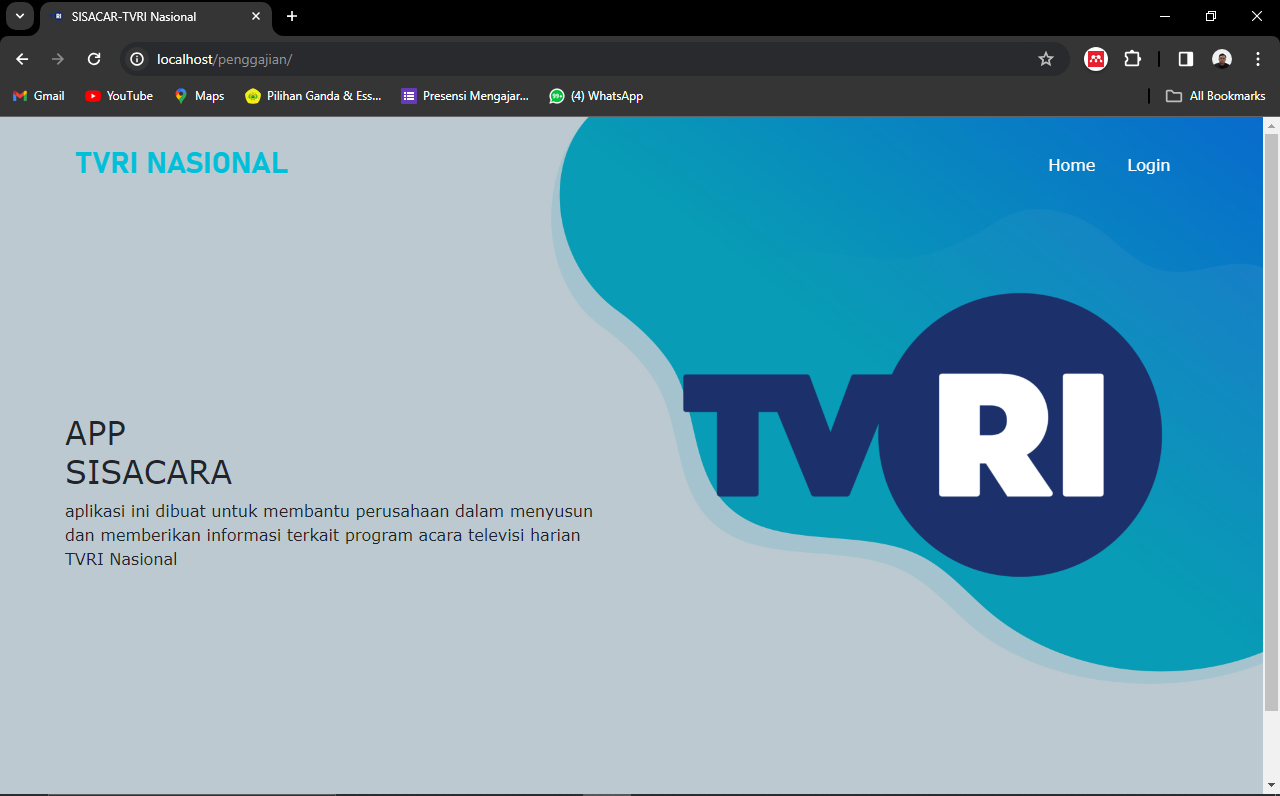 RI SISACAR-TVRI Nasional
localhost/penggajian/
Gmail YouTube Maps Pilihan Ganda & Ess... Presensi Mengajar... 99+ (4) WhatsApp All Bookmarks
TVRI NASIONAL Home Login
TVRI
APP
SISACARA
aplikasi ini dibuat untuk membantu perusahaan dalam menyusun
dan memberikan informasi terkait program acara televisi harian
TVRI Nasional